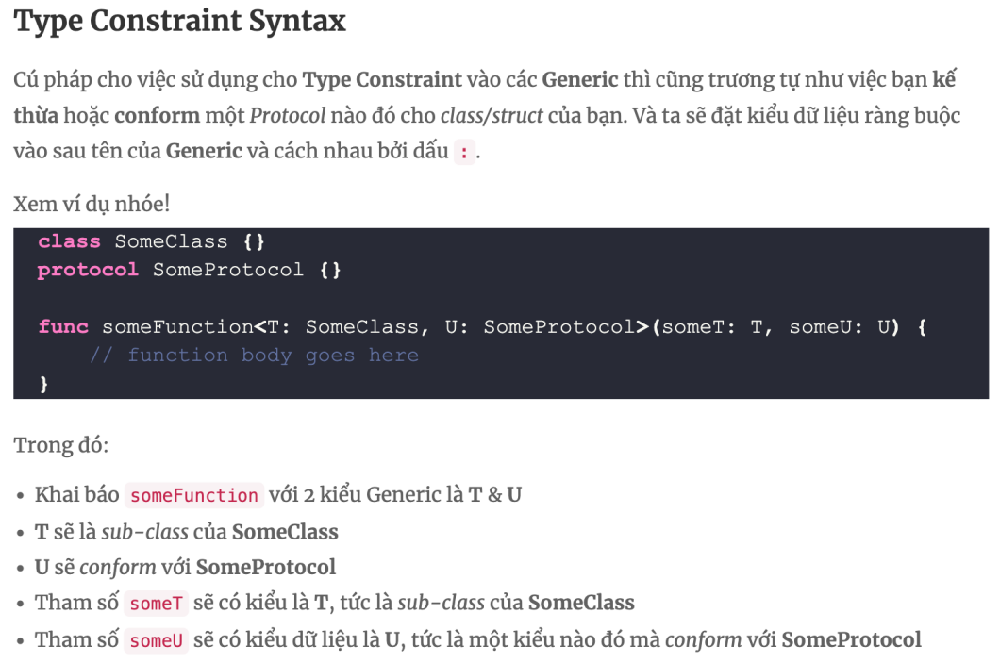 Type Constraint Syntax
Cú pháp cho việc sử dụng cho Type Constraint vào các Generic thì cũng trương tự như việc bạn kế
thừa hoặc conform một Protocol nào đó cho class/struct của bạn. Và ta sẽ đặt kiểu dữ liệu ràng buộc
vào sau tên của Generic và cách nhau bởi dấu : .
Xem ví dụ nhóe!
class SomeClass {}
protocol SomeProtocol {}
func someFunction<T: SomeClass, U: SomeProtocol>(someT: T, someU: U) {
    // function body goes here
}
Trong đó:
• Khai báo someFunction với 2 kiểu Generic là T & U
• T sẽ là sub-class của SomeClass
• U sẽ conform với SomeProtocol
• Tham số someT sẽ có kiểu là T, tức là sub-class của SomeClass
• Tham số someU sẽ có kiểu dữ liệu là U, tức là một kiểu nào đó mà conform với SomeProtocol